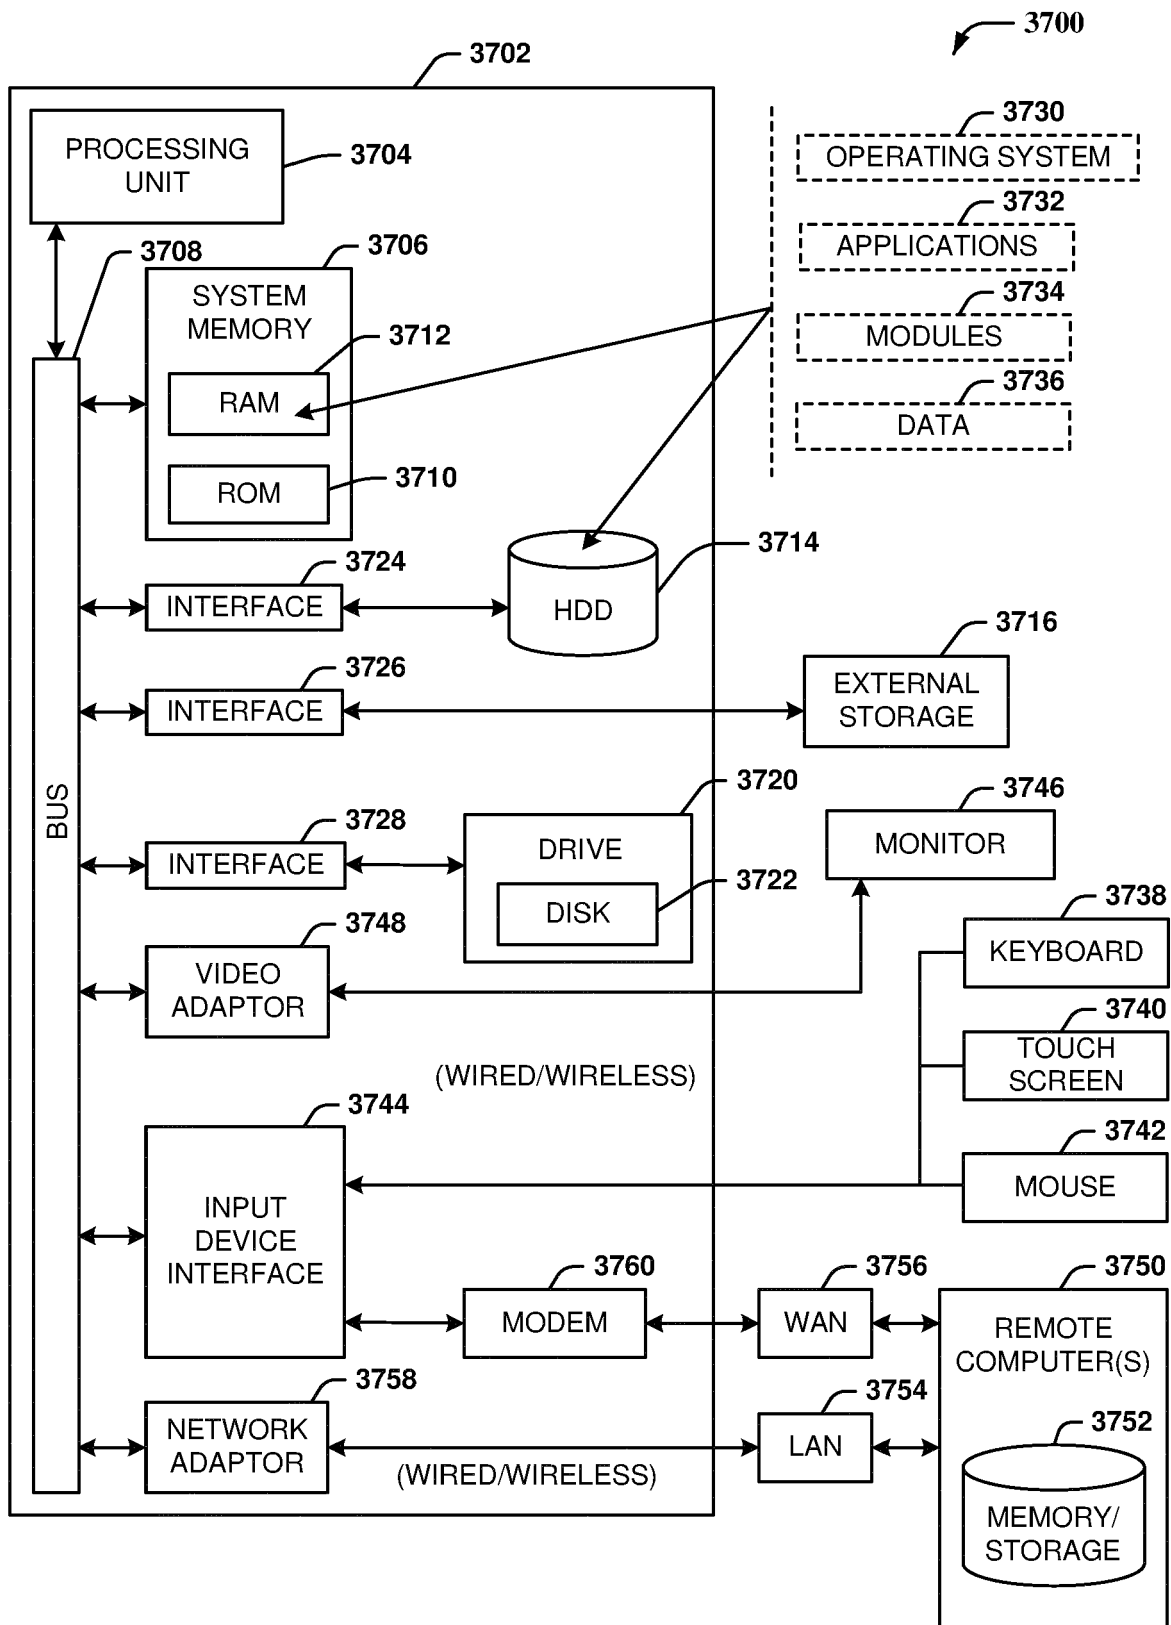 3700
3702
3730
OPERATING SYSTEM
PROCESSING
UNIT
3704
3732
APPLICATIONS
3708
3706
SYSTEM
MEMORY
3734
MODULES
3712
RAM
3736
DATA
3710
ROM
3714
HDD
3724
INTERFACE
3716
EXTERNAL
STORAGE
3726
INTERFACE
BUS
3720
DRIVE
3746
MONITOR
3728
INTERFACE
3722
DISK
3738
KEYBOARD
3748
VIDEO
ADAPTOR
3740
TOUCH
SCREEN
(WIRED/WIRELESS)
3744
INPUT
DEVICE
INTERFACE
3742
MOUSE
3760
MODEM
3756
WAN
3750
REMOTE
COMPUTER(S)
3758
NETWORK
ADAPTOR
(WIRED/WIRELESS)
3754
LAN
3752
MEMORY/
STORAGE